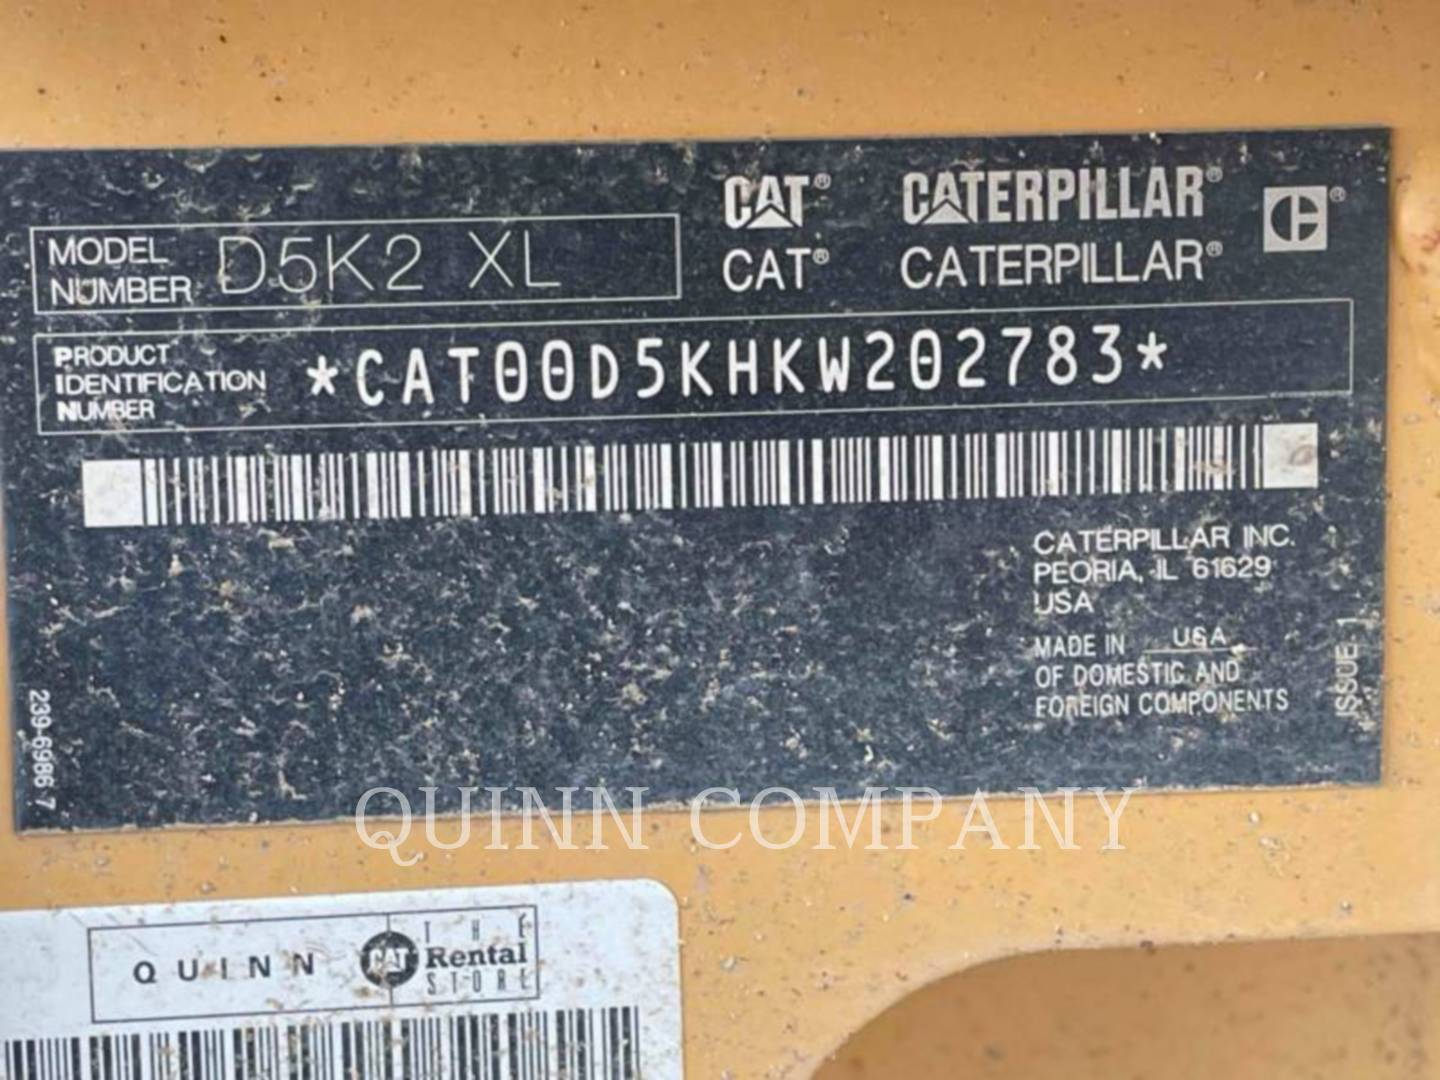 CAT® CATERPILLAR®
CAT® CATERPILLAR®
MODEL
NUMBER D5K2 XL
PRODUCT
IDENTIFICATION
NUMBER
*CAT00D5KHKW202783*
CATERPILLAR INC.
PEORIA, IL 61629
USA
MADE IN USA
OF DOMESTIC AND
FOREIGN COMPONENTS
ISSUE 1
239-6986 7
QUINN COMPANY
QUINN CAT THE
Rental
STORE